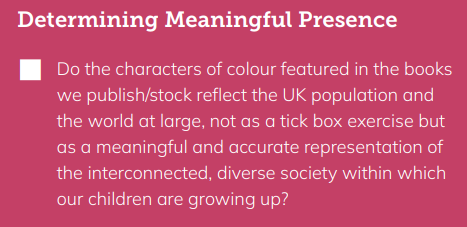 Determining Meaningful Presence
Do the characters of colour featured in the books
we publish/stock reflect the UK population and
the world at large, not as a tick box exercise but
as a meaningful and accurate representation of
the interconnected, diverse society within which
our children are growing up?